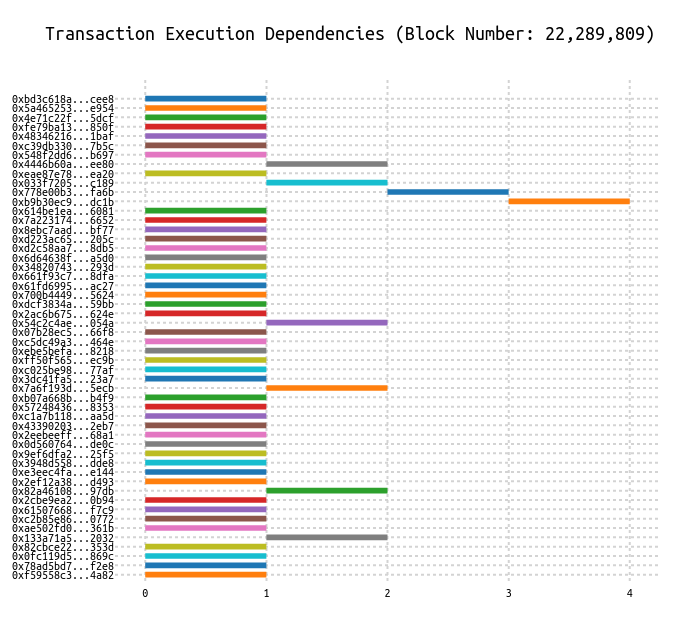 Transaction Execution Dependencies (Block Number: 22,289,809)
0xbd3c618a...cee8
0x5a465253...e954
0x4e71c22f...5dcf
0xfe79ba13...850f
0x48346216...1baf
0xc39db330...7b5c
0x548f2dd6...b697
0x4446b60a...ee80
0xeae87e78...ea20
0x033f7205...c189
0x778e00b3...fa6b
0xb9b30ec9...dc1b
0x614be1ea...6081
0x7a223174...6652
0x8ebc7aad...bf77
0xd223ac65...205c
0xd2c58aa7...8db5
0x6d64638f...a5d0
0x34820743...293d
0x661f93c7...8dfa
0x61fd6995...ac27
0x700b4449...5624
0xdcf3834a...59bb
0x2ac6b675...624e
0x54c2c4ae...054a
0x07b28ec5...66f8
0xc5dc49a3...464e
0xebe5befa...8218
0xff50f565...ec9b
0xc025be98...77af
0x3dc41fa5...23a7
0x7a6f193d...5ecb
0xb07a668b...b4f9
0x57248436...8353
0xc1a7b118...aa5d
0x43390203...2eb7
0x2eebeeff...68a1
0x0d560764...de0c
0x9ef6dfa2...25f5
0x3948d558...dde8
0xe3eec4fa...e144
0x2ef12a38...d493
0x82a46108...97db
0x2cbe9ea2...0b94
0x61507668...f7c9
0xc2b85e86...0772
0xae502fd0...361b
0x133a71a5...2032
0x82cbce22...353d
0x0fc119d5...869c
0x78ad5bd7...f2e8
0xf59558c3...4a82
0 1 2 3 4